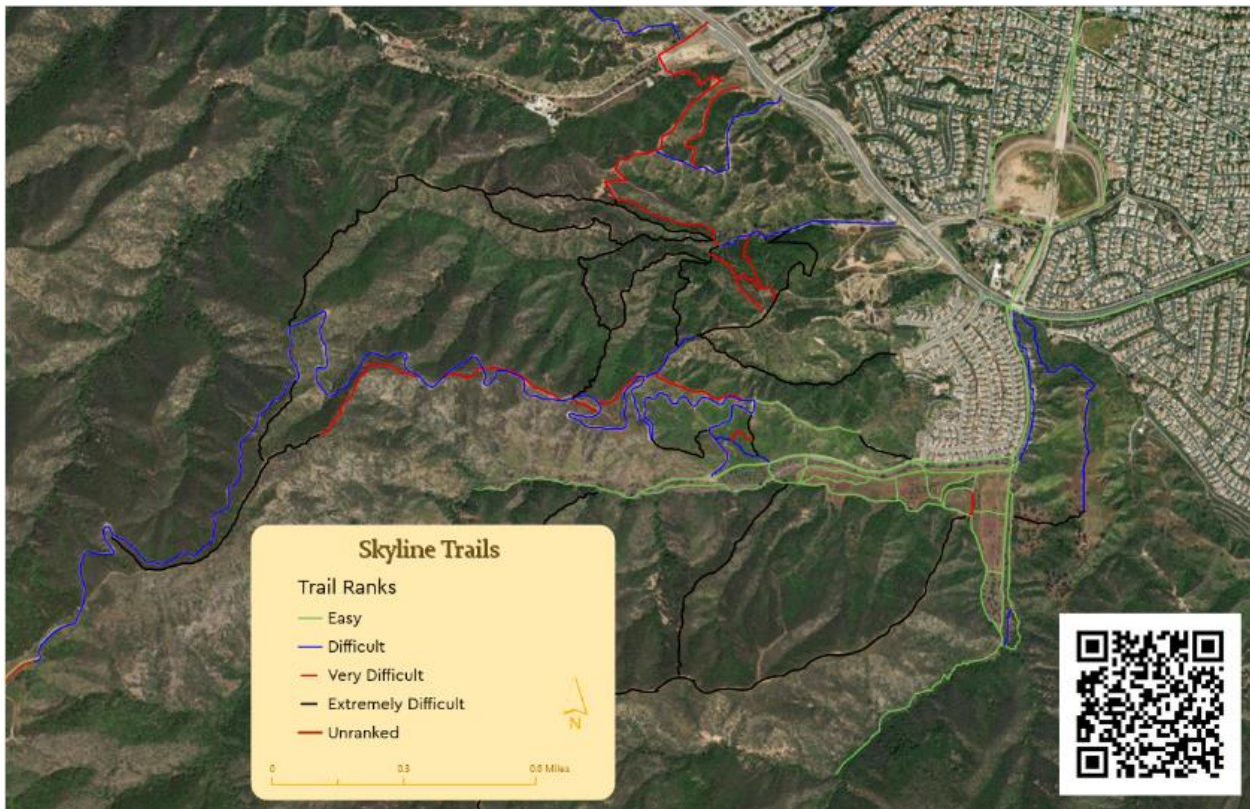 Skyline Trails
Trail Ranks
Easy
Difficult
Very Difficult
Extremely Difficult
Unranked
N
0 0.3 0.6 Miles